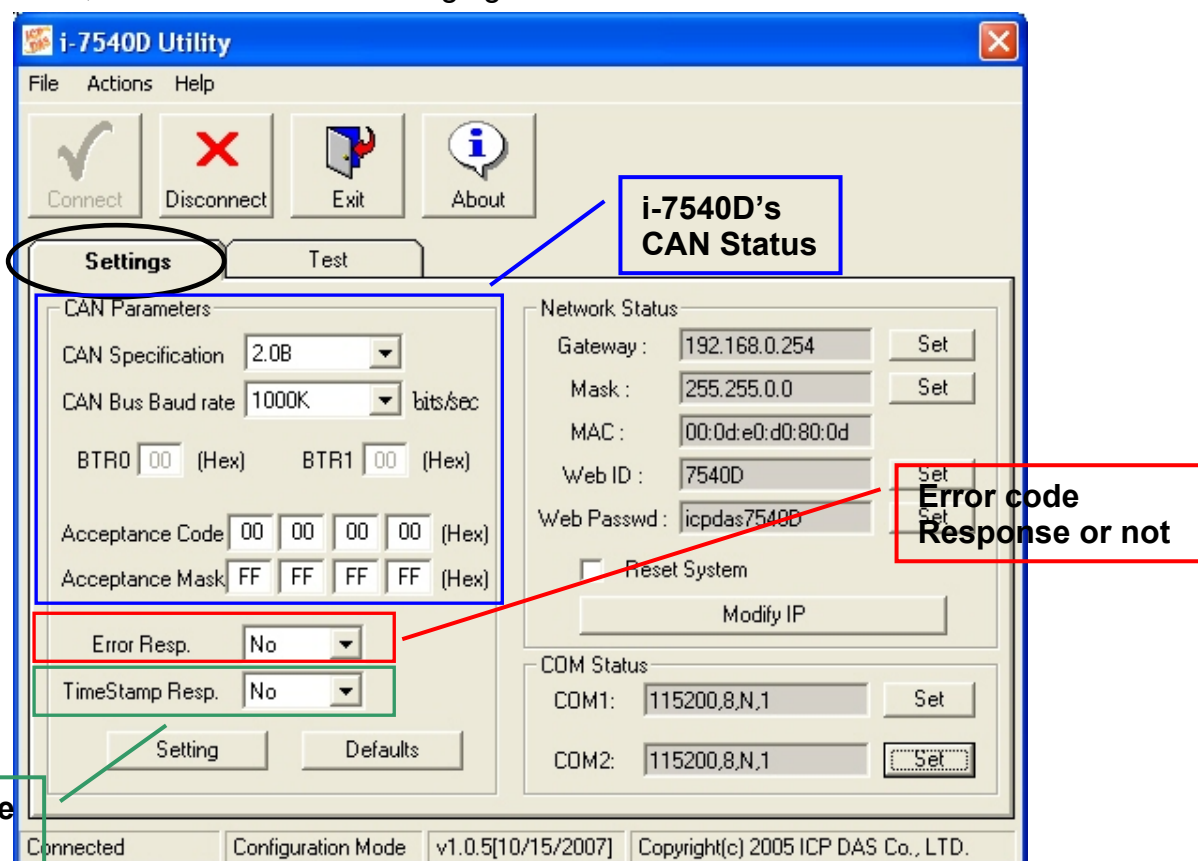 i-7540D Utility
File Actions Help
Connect
Disconnect
Exit
About
i-7540D's
CAN Status
Settings
Test
CAN Parameters
CAN Specification 2.0B
CAN Bus Baud rate 1000K bits/sec
BTR0 00 (Hex) BTR1 00 (Hex)
Acceptance Code 00 00 00 00 (Hex)
Acceptance Mask FF FF FF FF (Hex)
Error Resp. No
TimeStamp Resp. No
Setting Defaults
Network Status
Gateway : 192.168.0.254 Set
Mask : 255.255.0.0 Set
MAC : 00:0d:e0:d0:80:0d
Web ID : 7540D Set
Web Passwd : icpdas7540D Set
Error code
Response or not
Reset System
Modify IP
COM Status
COM1: 115200,8,N,1 Set
COM2: 115200,8,N,1 Set
Connected Configuration Mode v1.0.5[10/15/2007] Copyright(c) 2005 ICP DAS Co., LTD.